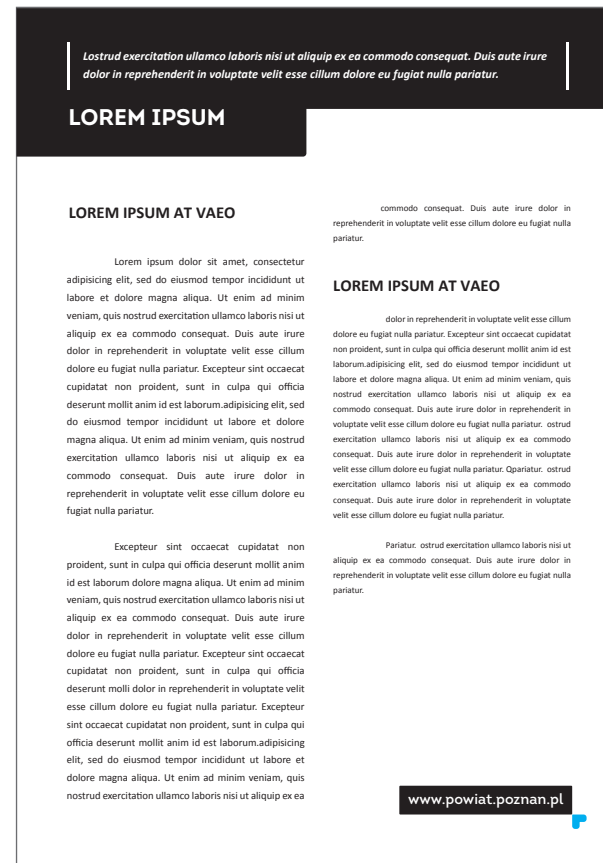 Lostrud exercitation ullamco laboris nisi ut aliquip ex ea commodo consequat. Duis aute irure
dolor in reprehenderit in voluptate velit esse cillum dolore eu fugiat nulla pariatur.
LOREM IPSUM
LOREM IPSUM AT VAEO
Lorem ipsum dolor sit amet, consectetur
adipisicing elit, sed do eiusmod tempor incididunt ut
labore et dolore magna aliqua. Ut enim ad minim
veniam, quis nostrud exercitation ullamco laboris nisi ut
aliquip ex ea commodo consequat. Duis aute irure
dolor in reprehenderit in voluptate velit esse cillum
dolore eu fugiat nulla pariatur. Excepteur sint occaecat
cupidatat non proident, sunt in culpa qui officia
deserunt mollit anim id est laborum.adipisicing elit, sed
do eiusmod tempor incididunt ut labore et dolore
magna aliqua. Ut enim ad minim veniam, quis nostrud
exercitation ullamco laboris nisi ut aliquip ex ea
commodo consequat. Duis aute irure dolor in
reprehenderit in voluptate velit esse cillum dolore eu
fugiat nulla pariatur.
Excepteur sint occaecat cupidatat non
proident, sunt in culpa qui officia deserunt mollit anim
id est laborum dolore magna aliqua. Ut enim ad minim
veniam, quis nostrud exercitation ullamco laboris nisi ut
aliquip ex ea commodo consequat. Duis aute irure
dolor in reprehenderit in voluptate velit esse cillum
dolore eu fugiat nulla pariatur. Excepteur sint occaecat
cupidatat non proident, sunt in culpa qui officia
deserunt molli dolor in reprehenderit in voluptate velit
esse cillum dolore eu fugiat nulla pariatur. Excepteur
sint occaecat cupidatat non proident, sunt in culpa qui
officia deserunt mollit anim id est laborum.adipisicing
elit, sed do eiusmod tempor incididunt ut labore et
dolore magna aliqua. Ut enim ad minim veniam, quis
nostrud exercitation ullamco laboris nisi ut aliquip ex ea
commodo consequat. Duis aute irure dolor in
reprehenderit in voluptate velit esse cillum dolore eu fugiat nulla
pariatur.
LOREM IPSUM AT VAEO
dolor in reprehenderit in voluptate velit esse cillum
dolore eu fugiat nulla pariatur. Excepteur sint occaecat cupidatat
non proident, sunt in culpa qui officia deserunt mollit anim id est
laborum.adipisicing elit, sed do eiusmod tempor incididunt ut
labore et dolore magna aliqua. Ut enim ad minim veniam, quis
nostrud exercitation ullamco laboris nisi ut aliquip ex ea
commodo consequat. Duis aute irure dolor in reprehenderit in
voluptate velit esse cillum dolore eu fugiat nulla pariatur. ostrud
exercitation ullamco laboris nisi ut aliquip ex ea commodo
consequat. Duis aute irure dolor in reprehenderit in voluptate
velit esse cillum dolore eu fugiat nulla pariatur. Qpariatur. ostrud
exercitation ullamco laboris nisi ut aliquip ex ea commodo
consequat. Duis aute irure dolor in reprehenderit in voluptate
velit esse cillum dolore eu fugiat nulla pariatur.
Pariatur. ostrud exercitation ullamco laboris nisi ut
aliquip ex ea commodo consequat. Duis aute irure dolor in
reprehenderit in voluptate velit esse cillum dolore eu fugiat nulla
pariatur.
www.powiat.poznan.pl